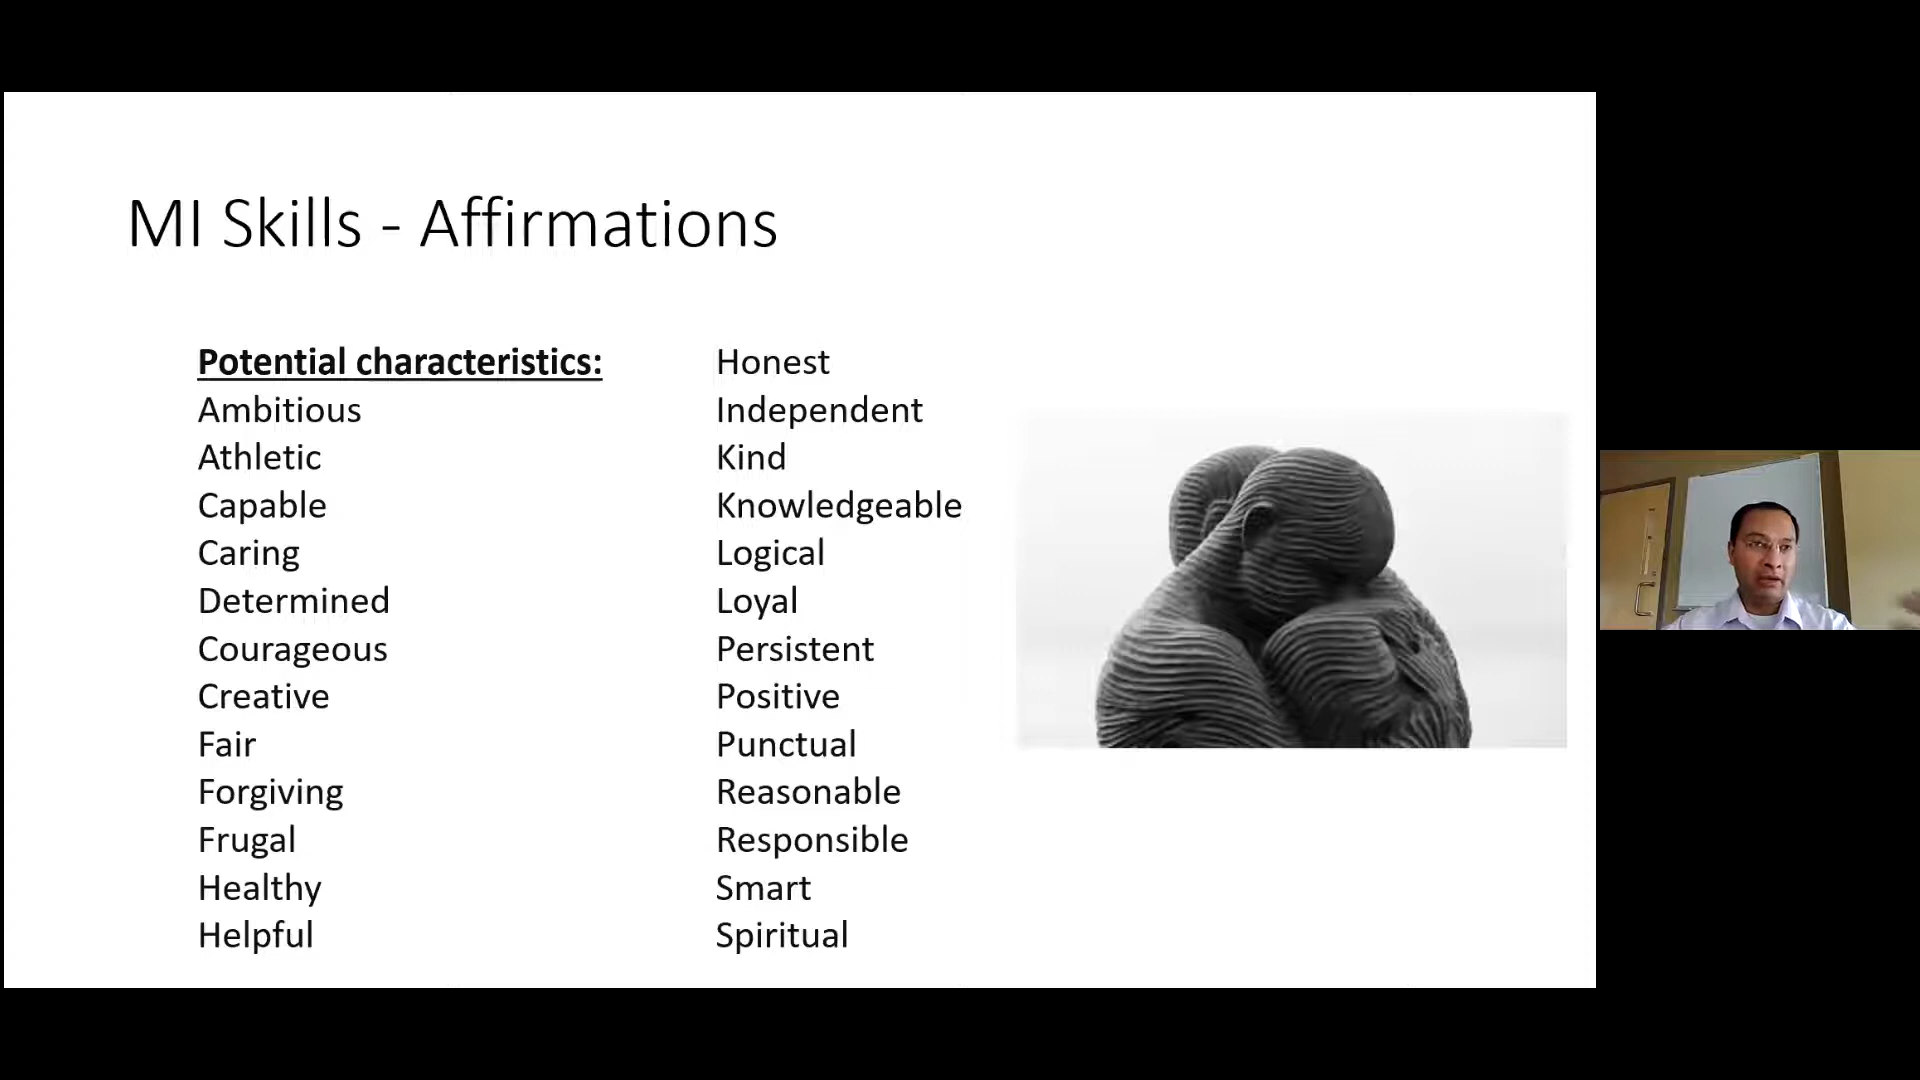 MI Skills - Affirmations
Potential characteristics:
Ambitious
Athletic
Capable
Caring
Determined
Courageous
Creative
Fair
Forgiving
Frugal
Healthy
Helpful
Honest
Independent
Kind
Knowledgeable
Logical
Loyal
Persistent
Positive
Punctual
Reasonable
Responsible
Smart
Spiritual